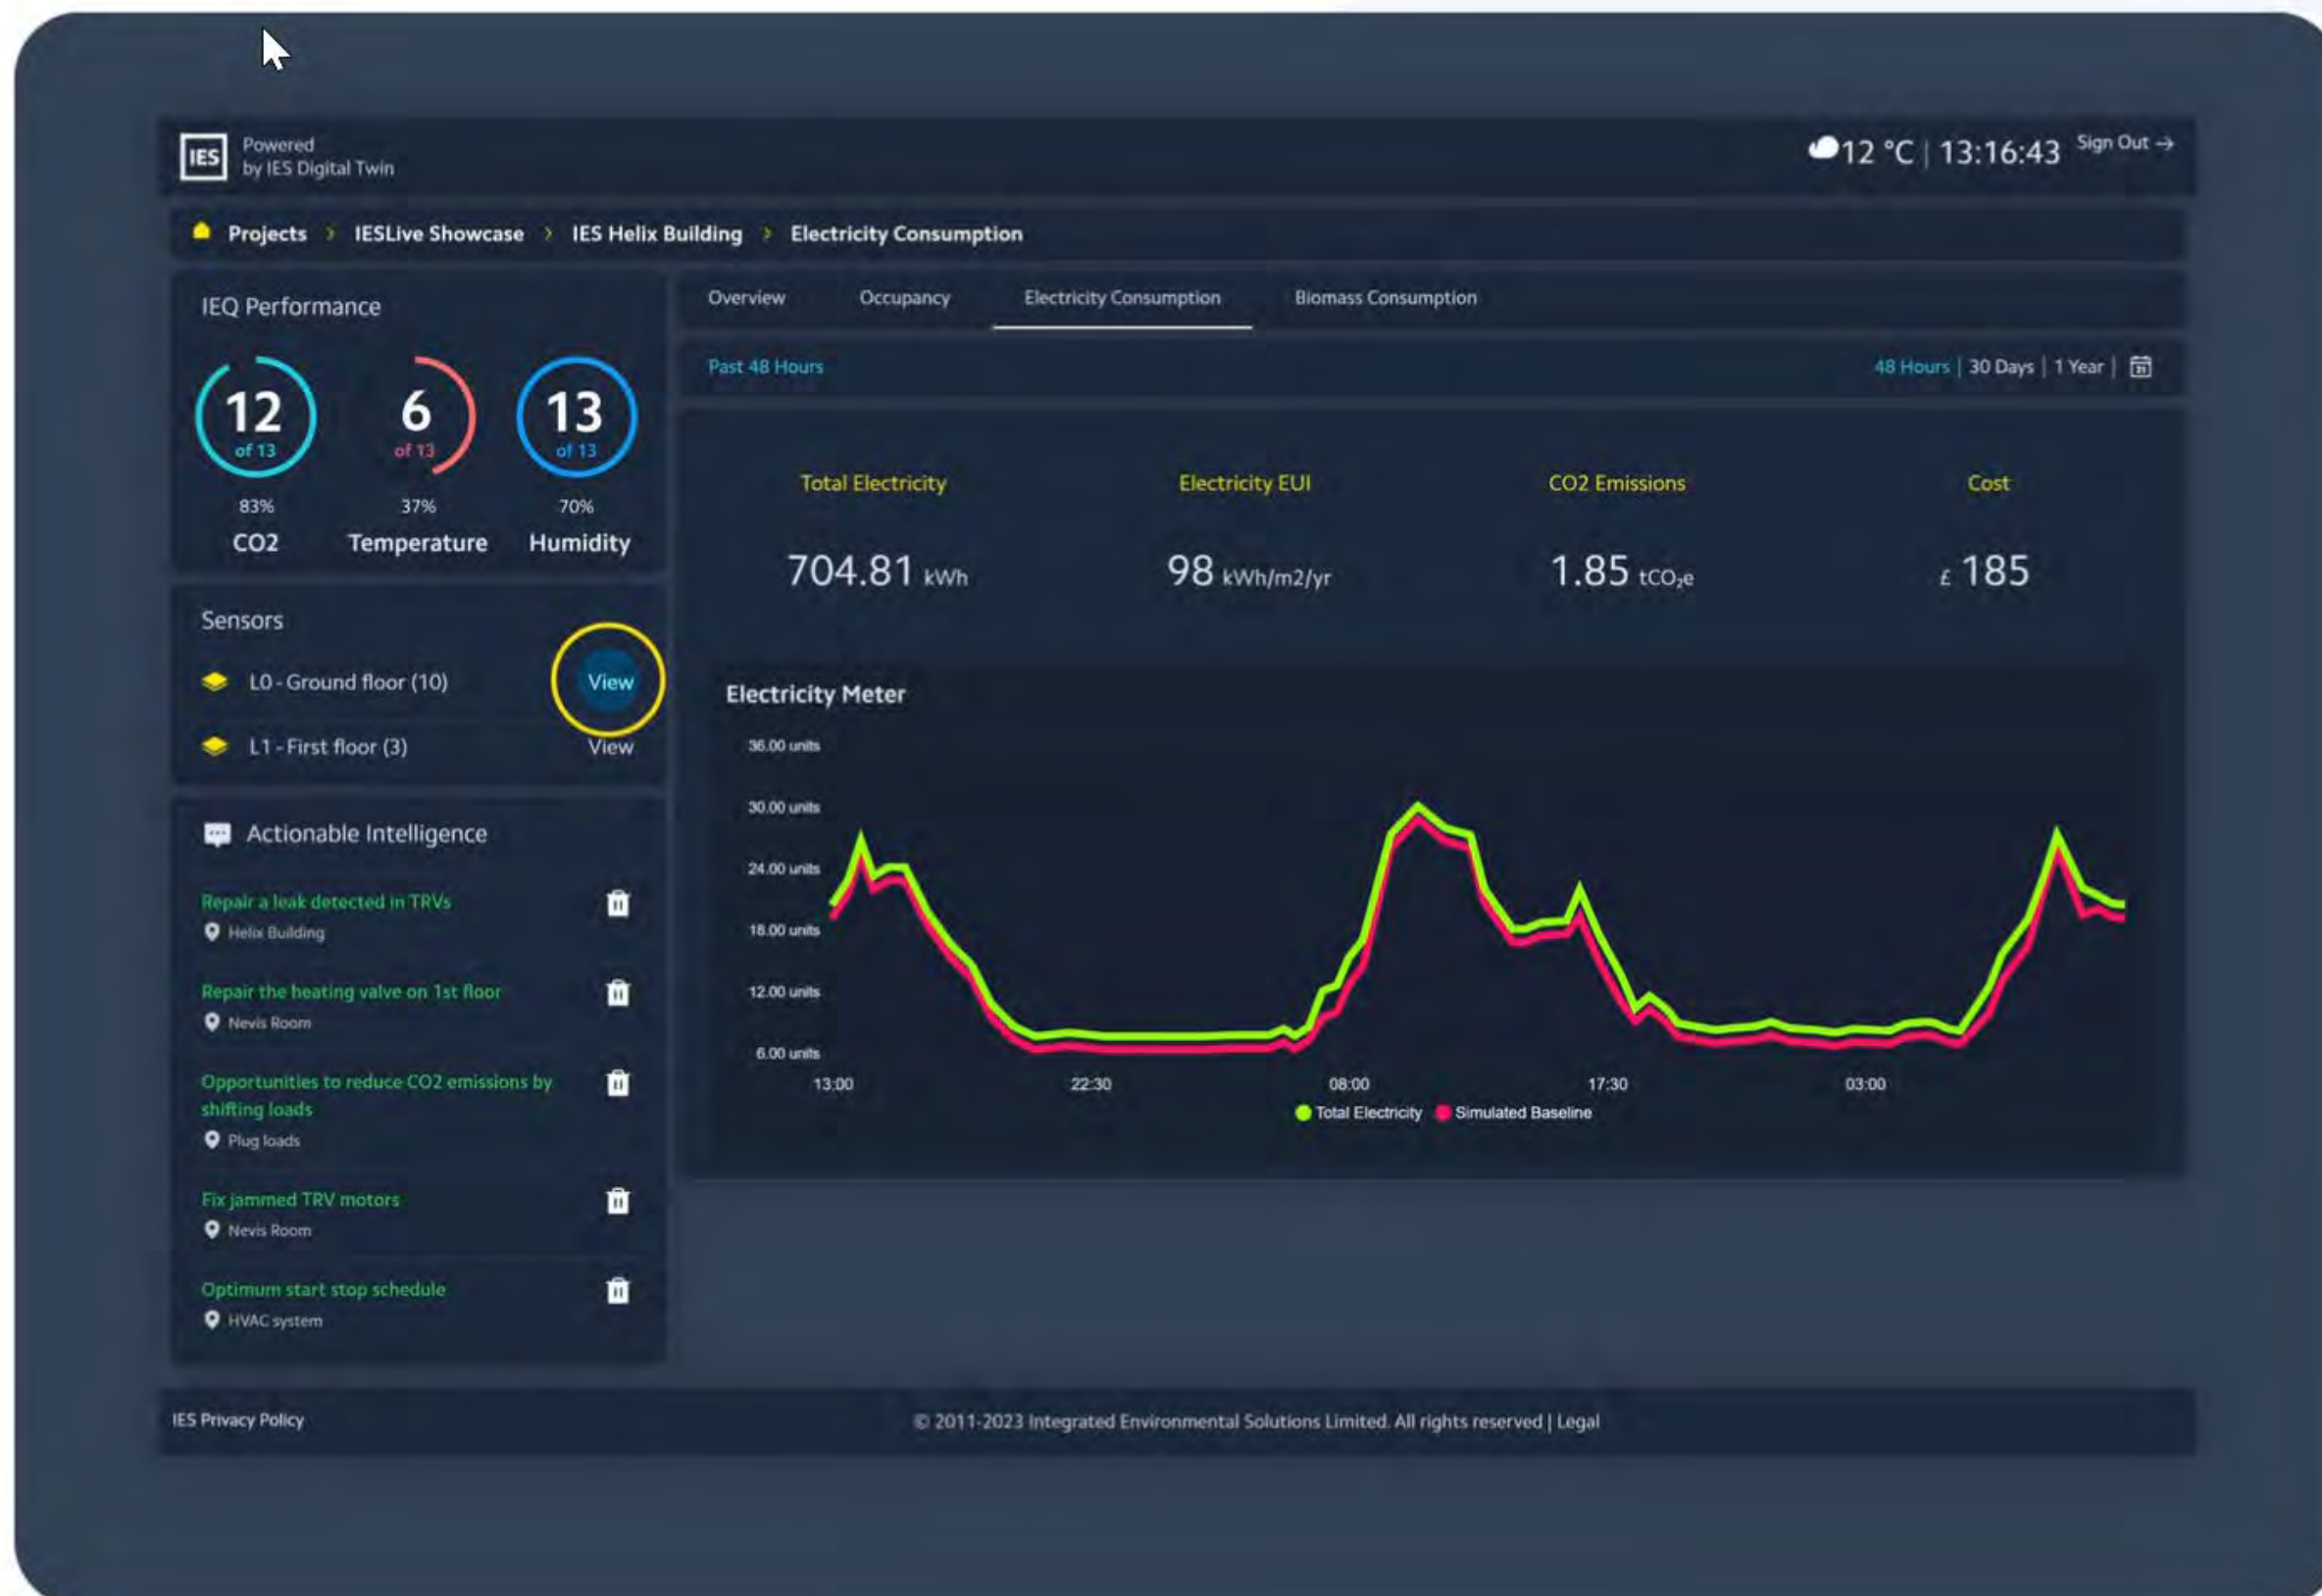 IES
Powered
by IES Digital Twin
12 °C | 13:16:43 Sign Out →
Projects > IESLive Showcase > IES Helix Building > Electricity Consumption
IEQ Performance
12
of 13
83%
CO2
6
of 13
37%
Temperature
13
of 13
70%
Humidity
Sensors
L0 - Ground floor (10) View
L1 - First floor (3) View
Actionable Intelligence
Repair a leak detected in TRVs
Helix Building
Repair the heating valve on 1st floor
Nevis Room
Opportunities to reduce CO2 emissions by
shifting loads
Plug loads
Fix jammed TRV motors
Nevis Room
Optimum start stop schedule
HVAC system
Overview Occupancy Electricity Consumption Biomass Consumption
Past 48 Hours 48 Hours | 30 Days | 1 Year |
Total Electricity Electricity EUI CO2 Emissions Cost
704.81 kWh 98 kWh/m2/yr 1.85 tCO₂e £ 185
Electricity Meter
36.00 units
30.00 units
24.00 units
18.00 units
12.00 units
6.00 units
13:00 22:30 08:00 17:30 03:00
Total Electricity Simulated Baseline
IES Privacy Policy © 2011-2023 Integrated Environmental Solutions Limited. All rights reserved | Legal